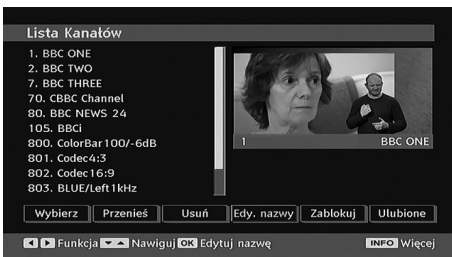 Lista Kanałów
1. BBC ONE
2. BBC TWO
7. BBC THREE
70. CBBC Channel
80. BBC NEWS 24
105. BBCi
800. ColorBar100/-6dB
801. Codec4:3
802. Codec16:9
803. BLUE/Left1kHz
1 BBC ONE
Wybierz Przenieś Usuń Edy. nazwy Zablokuj Ulubione
Funkcja Nawiguj OK Edytuj nazwę INFO Więcej